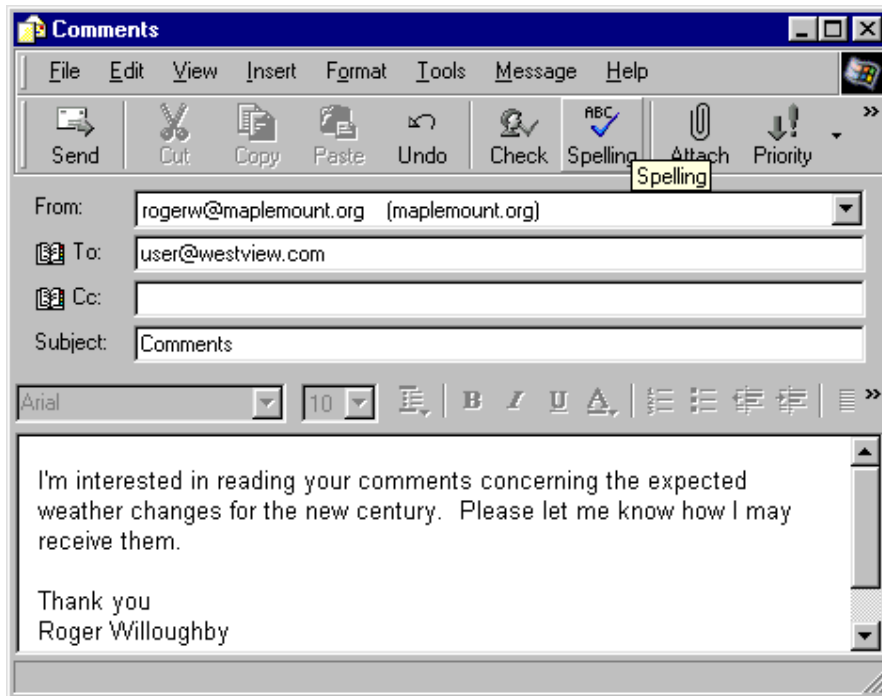 Comments
File Edit View Insert Format Tools Message Help
ABC
Send Cut Copy Paste Undo Check Spelling Attach Priority »
Spelling
From: rogerw@maplemount.org (maplemount.org)
To: user@westview.com
Cc:
Subject: Comments
Arial 10 B I U A »
I'm interested in reading your comments concerning the expected
weather changes for the new century. Please let me know how I may
receive them.
Thank you
Roger Willoughby